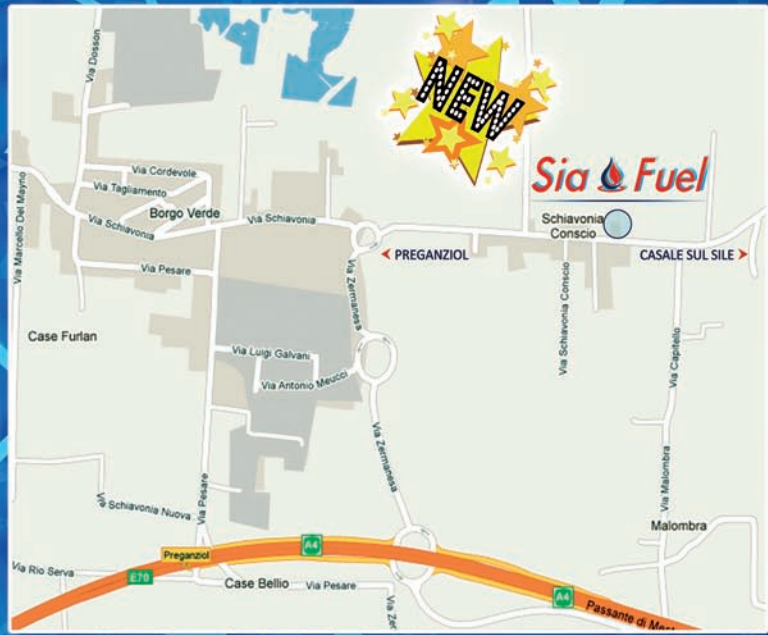 Via Dosson
NEW
Sia Fuel
Via Cordevole
Via Tagliamento
Borgo Verde
Via Schiavonia
Via Schiavonia
Schiavonia
Conscio
PREGANZIOL
CASALE SUL SILE
Via Marcello Del Mayno
Via Pesare
Via Zermanesa
Case Furlan
Via Luigi Galvani
Via Antonio Meucci
Via Schiavonia Conscio
Via Capitello
Via Zermanesa
Via Schiavonia Nuova
Via Pesare
Via Malombra
Malombra
A4
Preganziol
Via Rio Serva
E70
Case Bellio
Via Pesare
A4
Passante di